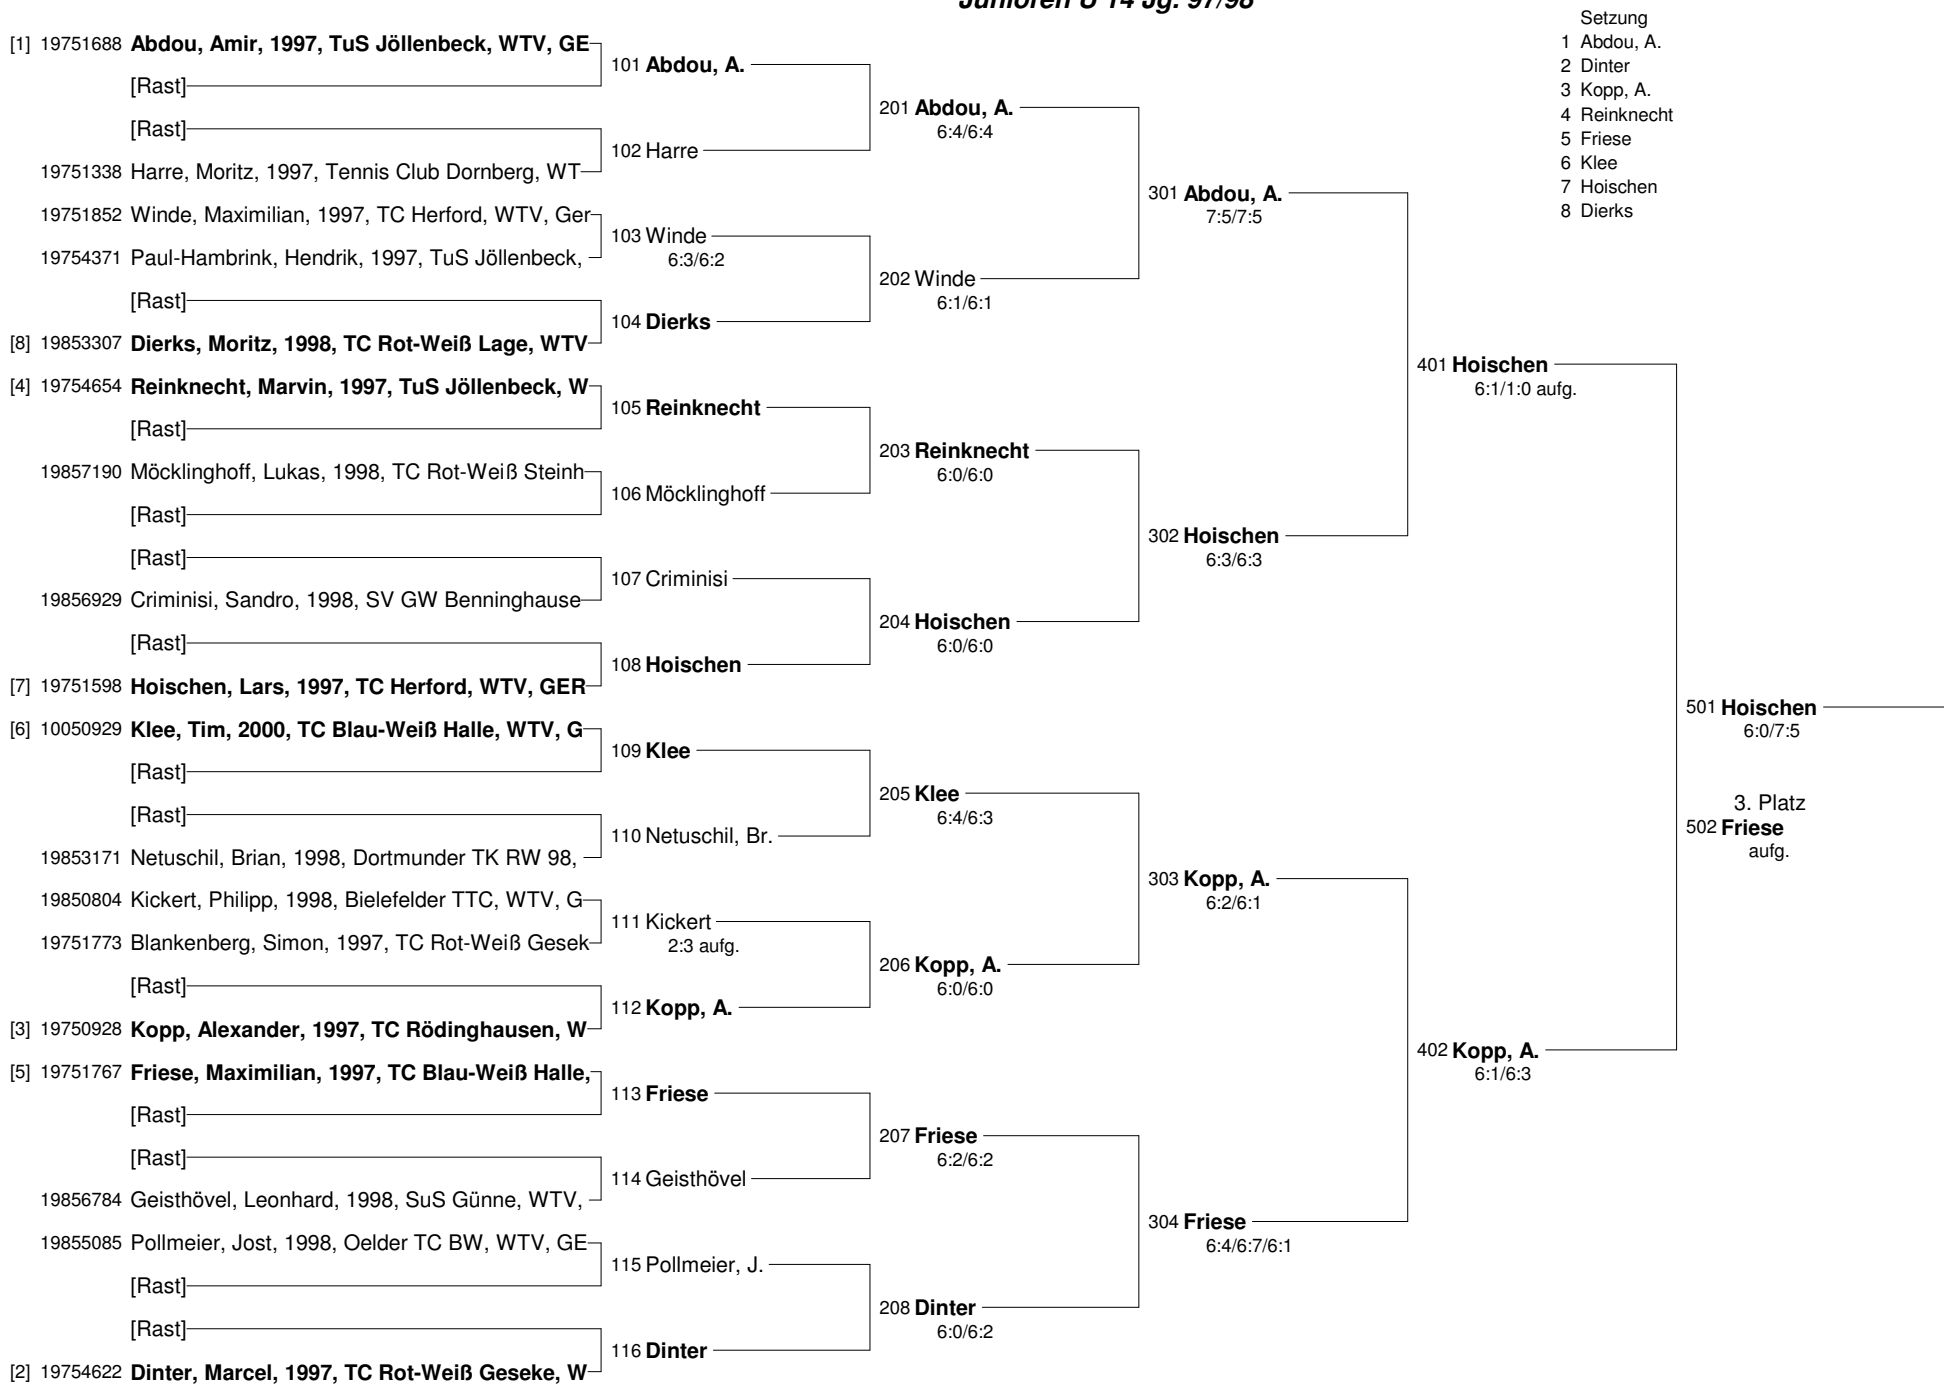 Junioren U 14 Jg. 97/98
Setzung
1 Abdou, A.
2 Dinter
3 Kopp, A.
4 Reinknecht
5 Friese
6 Klee
7 Hoischen
8 Dierks
[1] 19751688 Abdou, Amir, 1997, TuS Jöllenbeck, WTV, GE
[Rast]
[Rast]
19751338 Harre, Moritz, 1997, Tennis Club Dornberg, WT
19751852 Winde, Maximilian, 1997, TC Herford, WTV, Ger
19754371 Paul-Hambrink, Hendrik, 1997, TuS Jöllenbeck,
[Rast]
[8] 19853307 Dierks, Moritz, 1998, TC Rot-Weiß Lage, WTV
[4] 19754654 Reinknecht, Marvin, 1997, TuS Jöllenbeck, W
[Rast]
19857190 Möcklinghoff, Lukas, 1998, TC Rot-Weiß Steinh
[Rast]
[Rast]
19856929 Criminisi, Sandro, 1998, SV GW Benninghause
[Rast]
[7] 19751598 Hoischen, Lars, 1997, TC Herford, WTV, GER
[6] 10050929 Klee, Tim, 2000, TC Blau-Weiß Halle, WTV, G
[Rast]
[Rast]
19853171 Netuschil, Brian, 1998, Dortmunder TK RW 98,
19850804 Kickert, Philipp, 1998, Bielefelder TTC, WTV, G
19751773 Blankenberg, Simon, 1997, TC Rot-Weiß Gesek
[Rast]
[3] 19750928 Kopp, Alexander, 1997, TC Rödinghausen, W
[5] 19751767 Friese, Maximilian, 1997, TC Blau-Weiß Halle,
[Rast]
[Rast]
19856784 Geisthövel, Leonhard, 1998, SuS Günne, WTV,
19855085 Pollmeier, Jost, 1998, Oelder TC BW, WTV, GE
[Rast]
[Rast]
[2] 19754622 Dinter, Marcel, 1997, TC Rot-Weiß Geseke, W
101 Abdou, A.
102 Harre
103 Winde
6:3/6:2
104 Dierks
105 Reinknecht
106 Möcklinghoff
107 Criminisi
108 Hoischen
109 Klee
110 Netuschil, Br.
111 Kickert
2:3 aufg.
112 Kopp, A.
113 Friese
114 Geisthövel
115 Pollmeier, J.
116 Dinter
201 Abdou, A.
6:4/6:4
202 Winde
6:1/6:1
203 Reinknecht
6:0/6:0
204 Hoischen
6:0/6:0
205 Klee
6:4/6:3
206 Kopp, A.
6:0/6:0
207 Friese
6:2/6:2
208 Dinter
6:0/6:2
301 Abdou, A.
7:5/7:5
302 Hoischen
6:3/6:3
303 Kopp, A.
6:2/6:1
304 Friese
6:4/6:7/6:1
401 Hoischen
6:1/1:0 aufg.
402 Kopp, A.
6:1/6:3
501 Hoischen
6:0/7:5
3. Platz
502 Friese
aufg.